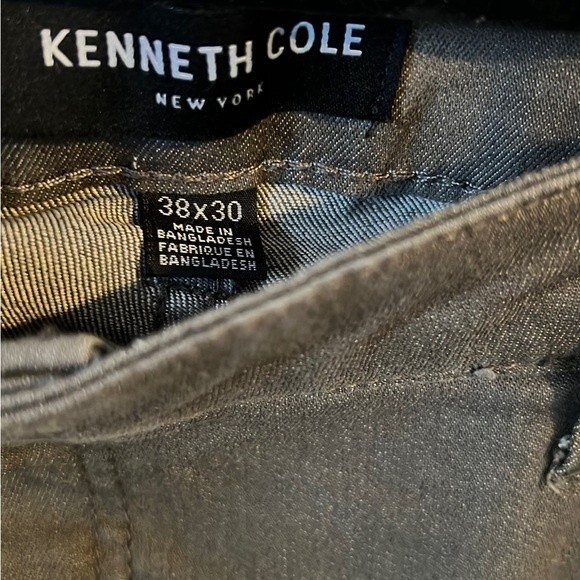 KENNETH COLE
NEW YORK
38x30
MADE IN
BANGLADESH
FABRIQUE EN
BANGLADESH